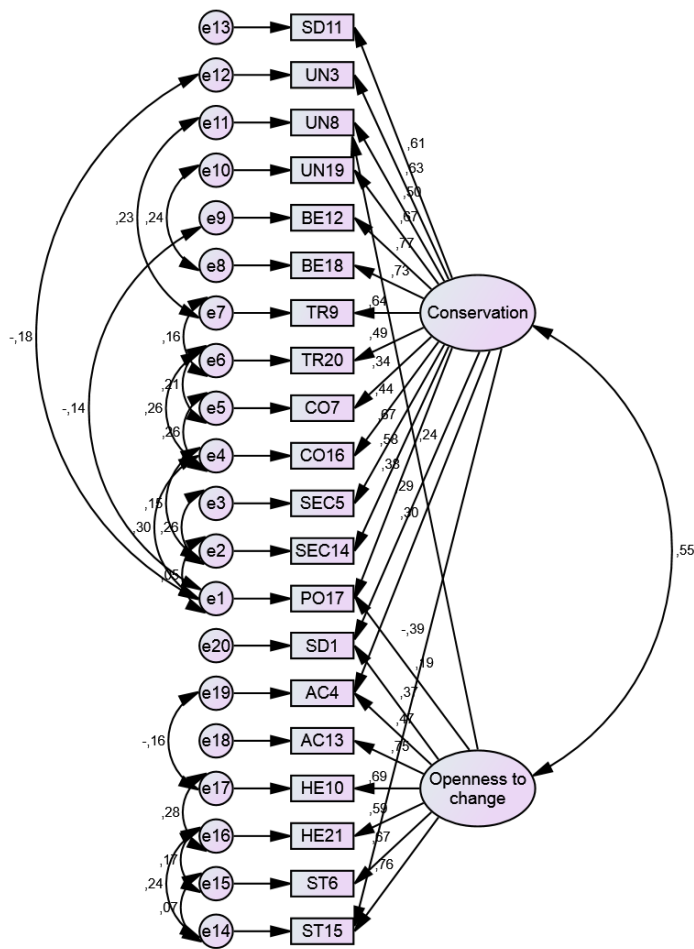 e13 SD11
e12 UN3
e11 UN8
e10 UN19
e9 BE12
e8 BE18
e7 TR9
e6 TR20
e5 CO7
e4 CO16
e3 SEC5
e2 SEC14
e1 PO17
e20 SD1
e19 AC4
e18 AC13
e17 HE10
e16 HE21
e15 ST6
e14 ST15
Conservation
Openness to
change
,61
,63
,50
,67
,77
,73
,64
,49
,34
,44
,67
,58
,38
,24
,29
,30
-,39
,19
,37
,47
,75
,69
,59
,67
,76
,55
,23
,24
-,18
-,14
,16
,21
,26
,26
,15
,30
,26
,05
-,16
,28
,17
,24
,07